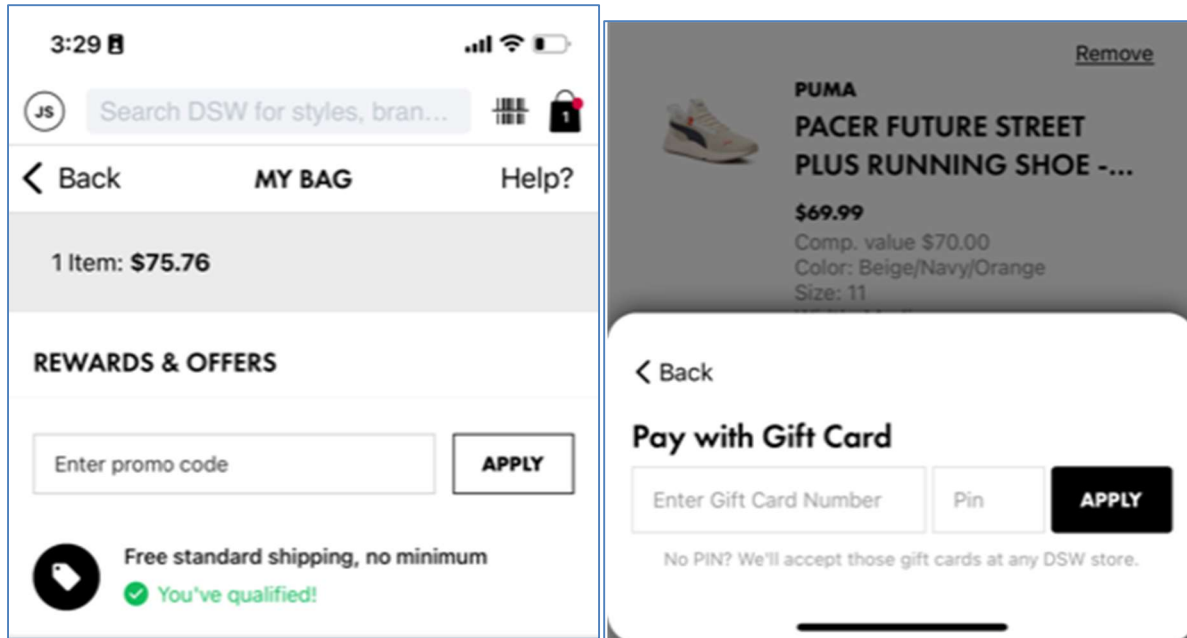 3:29
JS
Search DSW for styles, bran...
1
Back
MY BAG
Help?
1 Item: $75.76
REWARDS & OFFERS
Enter promo code
APPLY
Free standard shipping, no minimum
You've qualified!
Remove
PUMA
PACER FUTURE STREET
PLUS RUNNING SHOE -...
$69.99
Comp. value $70.00
Color: Beige/Navy/Orange
Size: 11
Back
Pay with Gift Card
Enter Gift Card Number
Pin
APPLY
No PIN? We'll accept those gift cards at any DSW store.